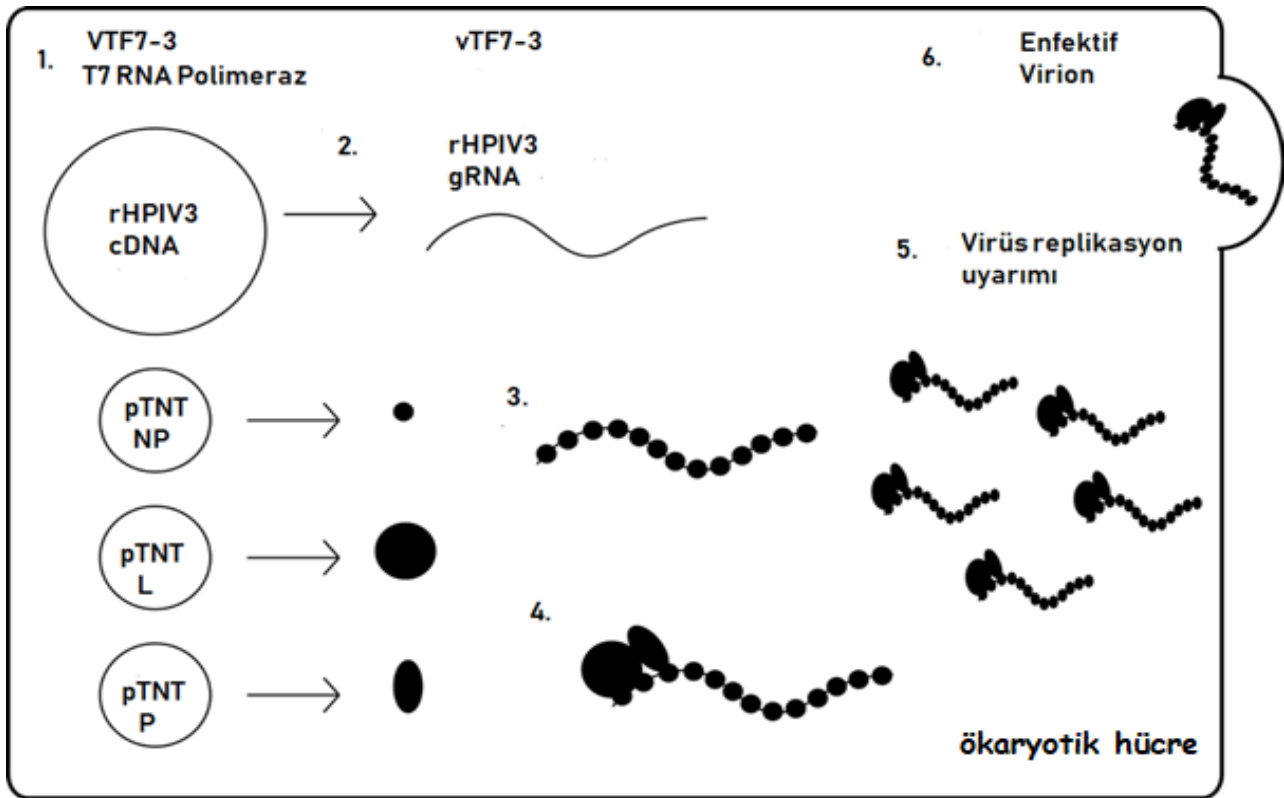 1.
VTF7-3
T7 RNA Polimeraz
vTF7-3
rHPIV3
cDNA
2.
rHPIV3
gRNA
pTNT
NP
pTNT
L
pTNT
P
3.
4.
5.
Virüs replikasyon
uyarımı
6.
Enfektif
Virion
ökaryotik hücre